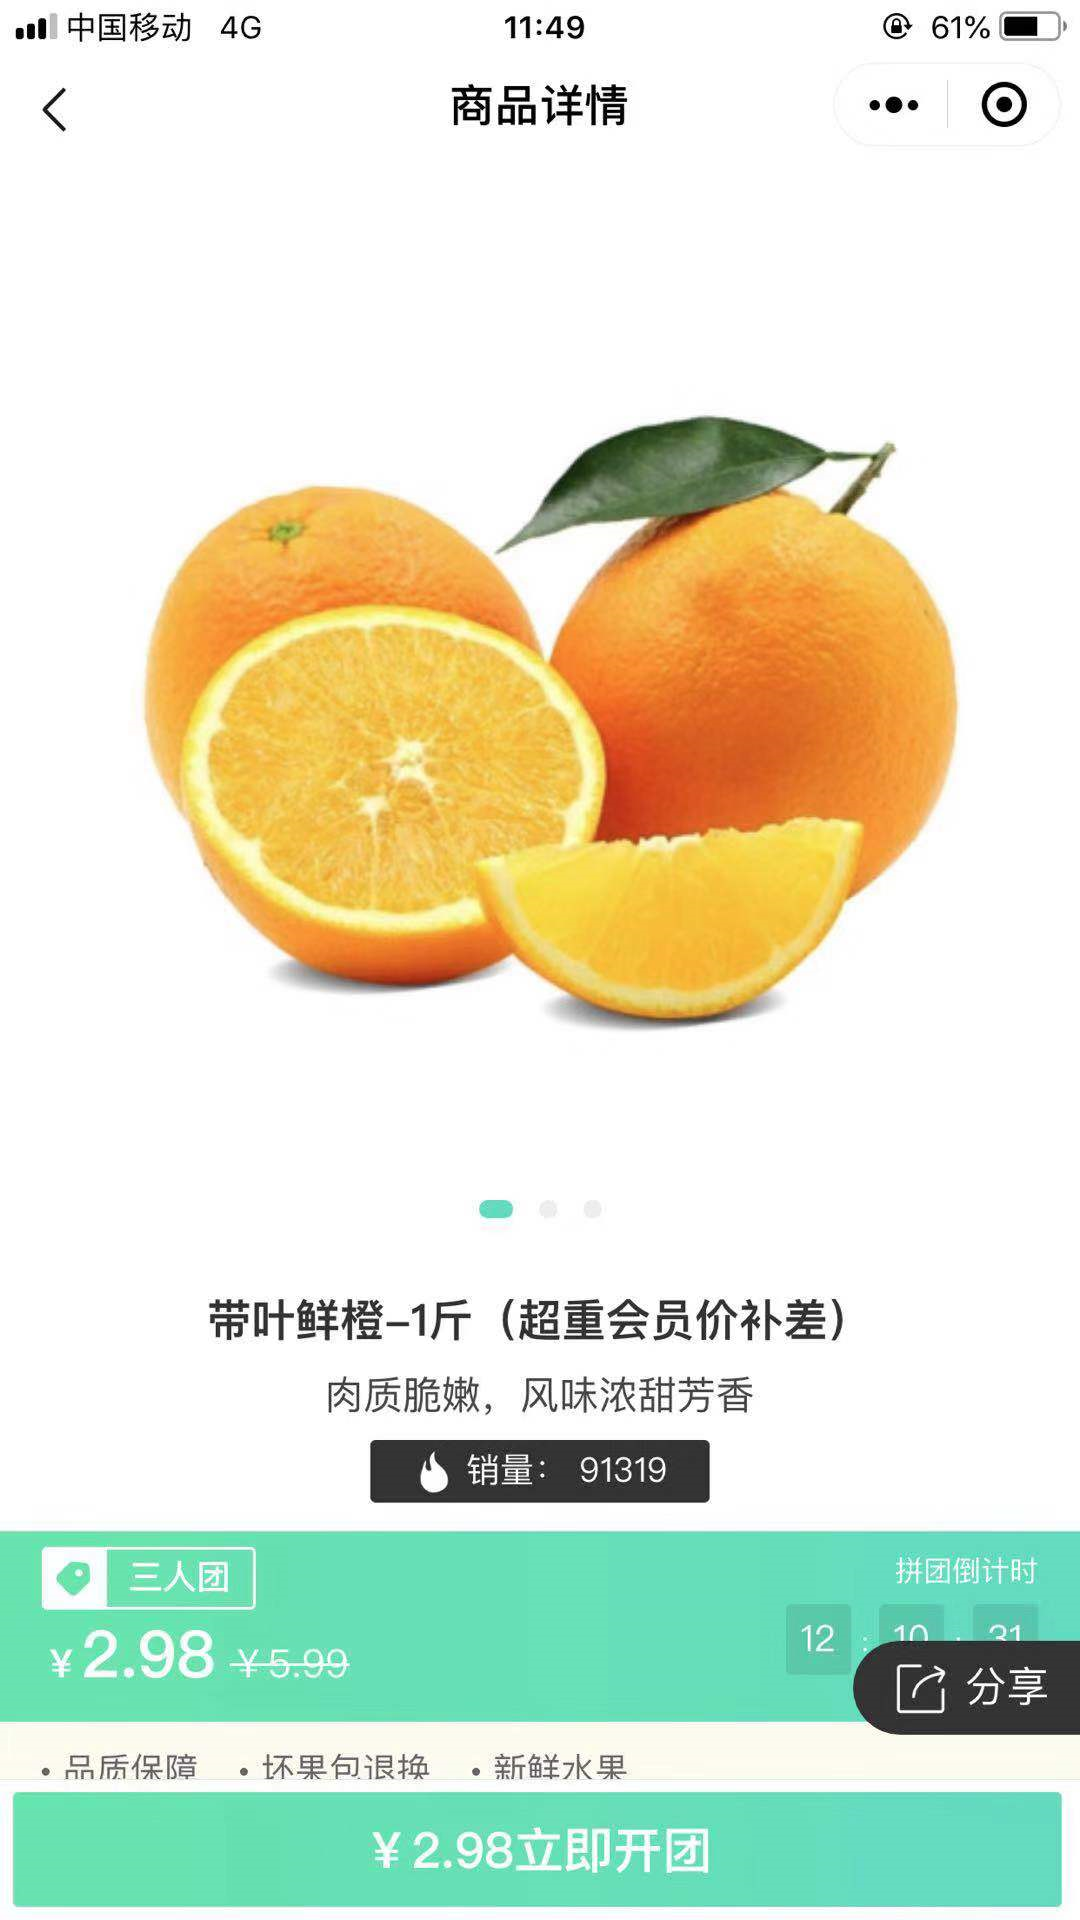 中国移动 4G 11:49 61%
商品详情
带叶鲜橙-1斤（超重会员价补差）
肉质脆嫩，风味浓甜芳香
销量： 91319
三人团
拼团倒计时
¥2.98 ¥5.99
12 : 10 : 31
分享
• 品质保障 • 坏果包退换 • 新鲜水果
¥2.98立即开团